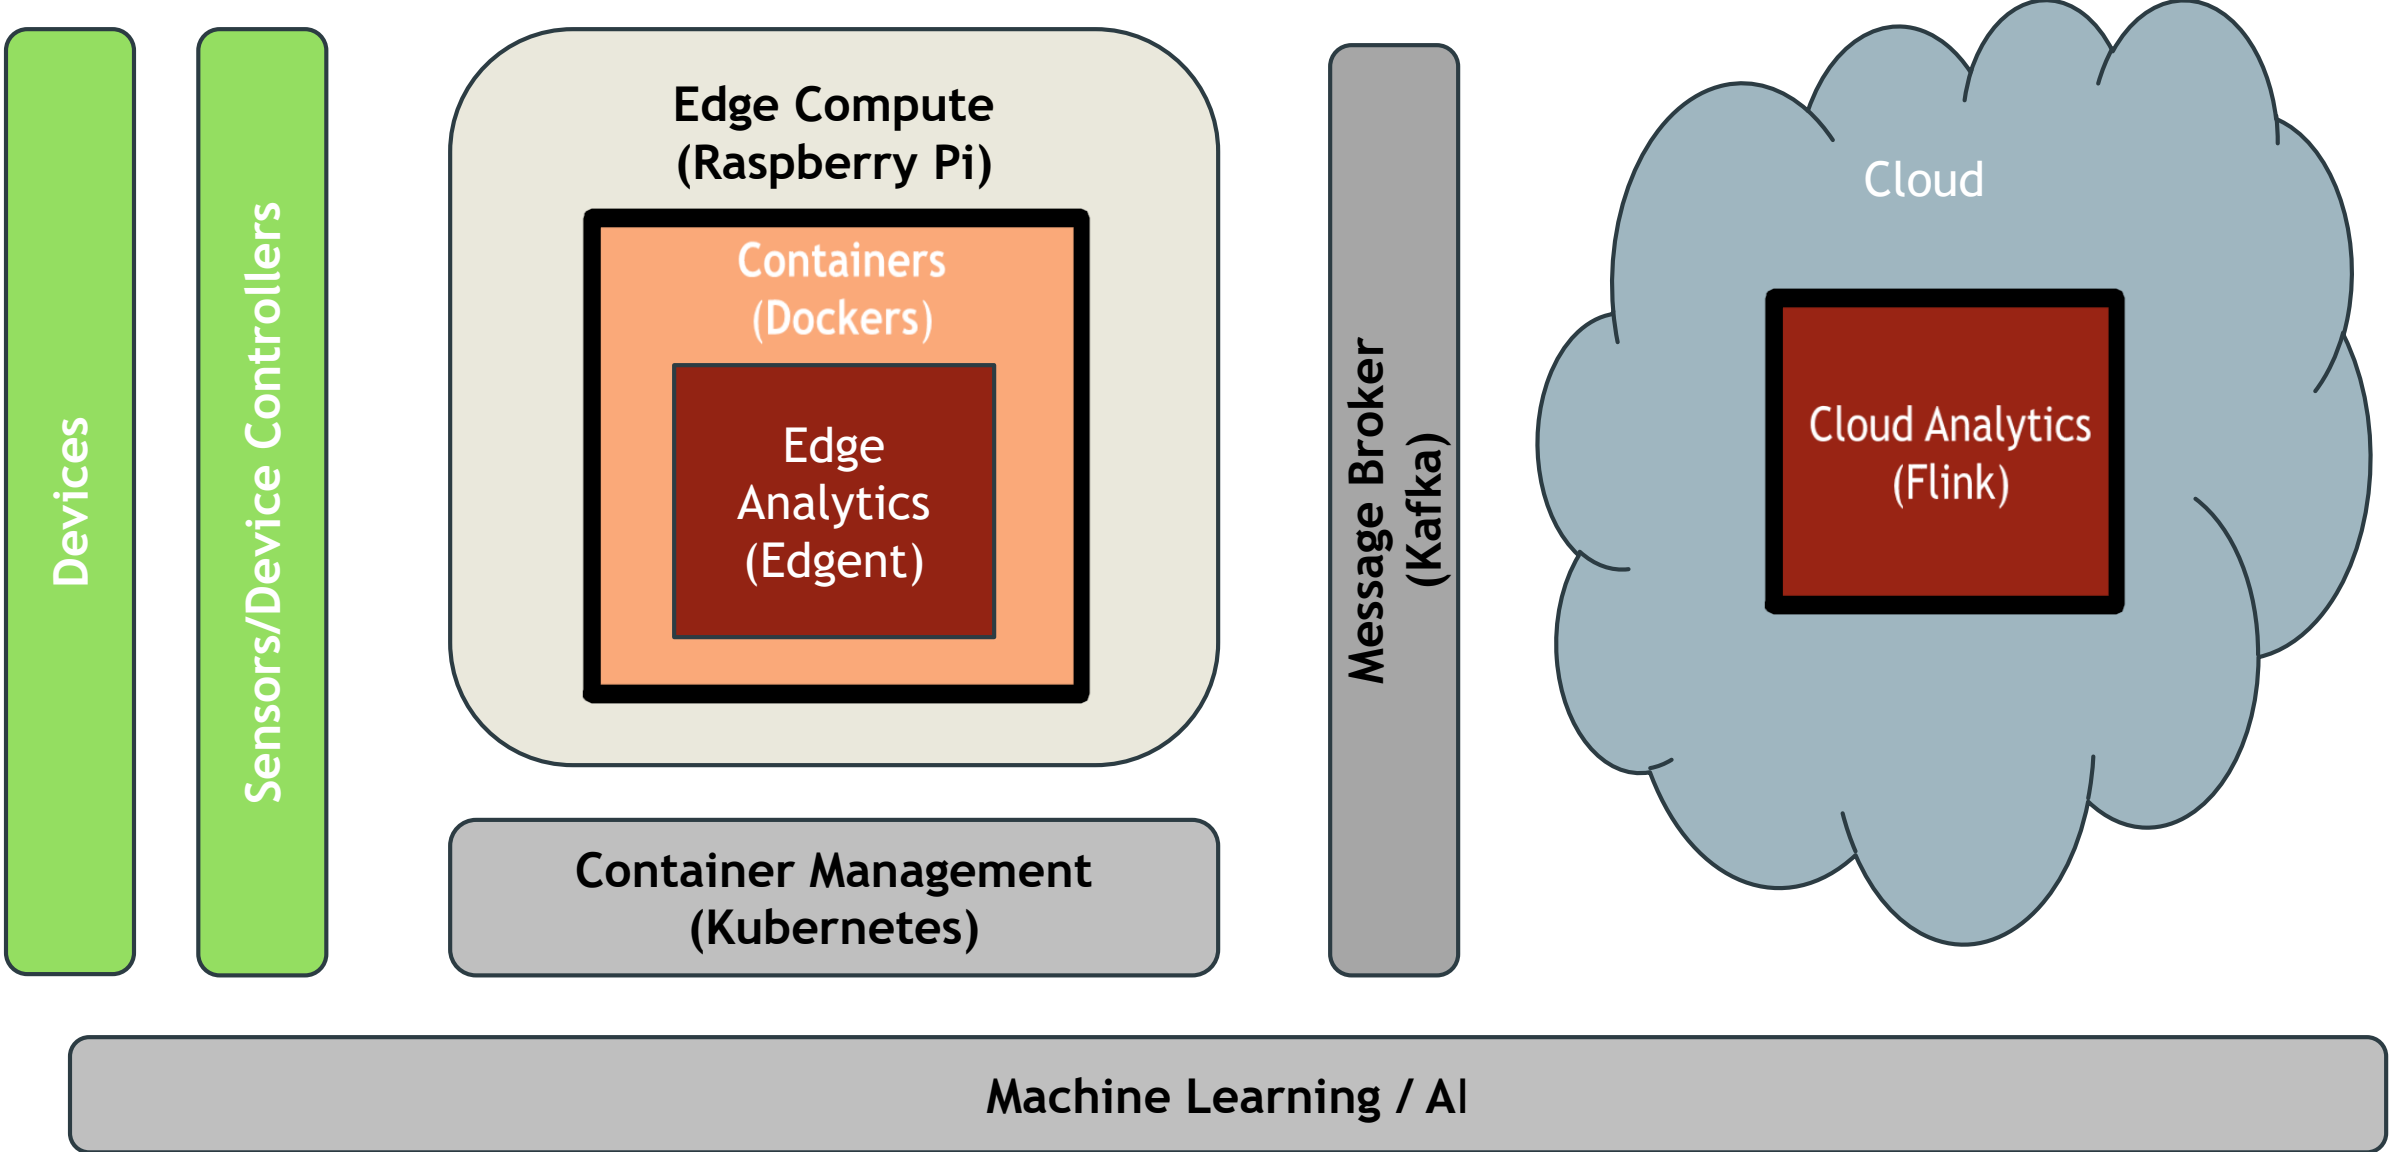 Devices
Sensors/Device Controllers
Edge Compute
(Raspberry Pi)
Containers
(Dockers)
Edge
Analytics
(Edgent)
Container Management
(Kubernetes)
Message Broker
(Kafka)
Cloud
Cloud Analytics
(Flink)
Machine Learning / AI